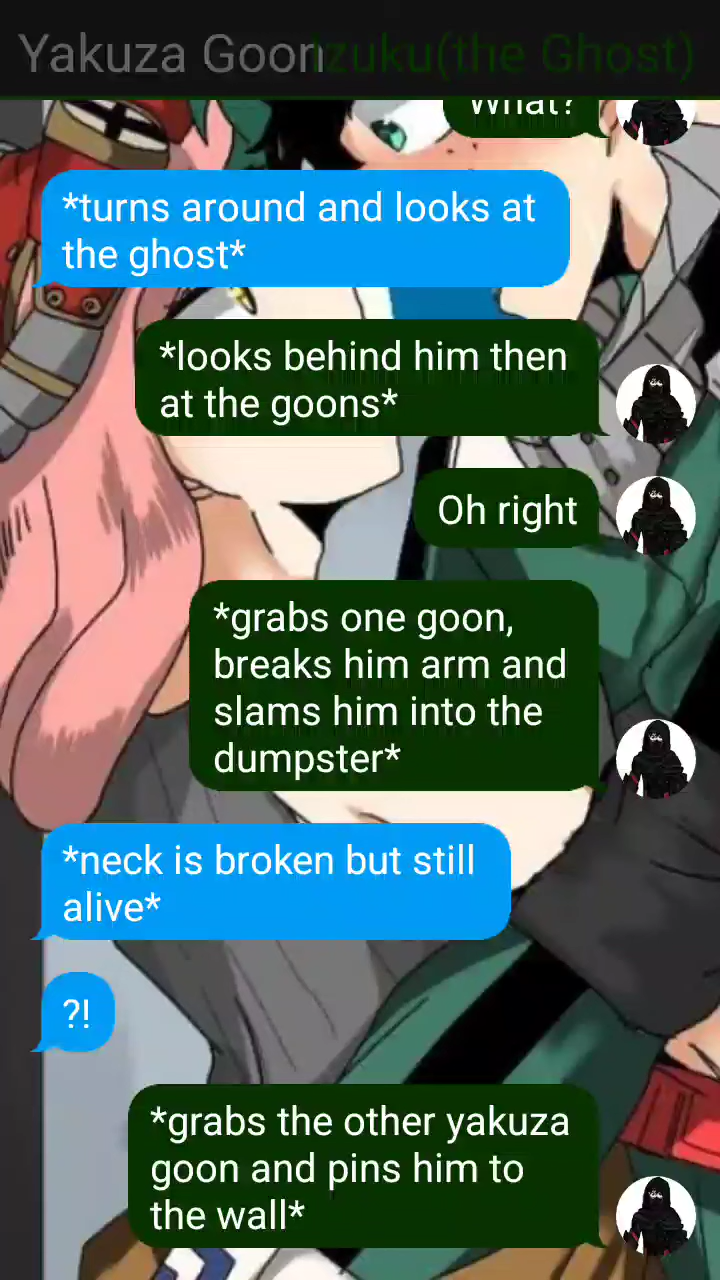 Yakuza Goon Izuku(the Ghost)
What?
*turns around and looks at
the ghost*
*looks behind him then
at the goons*
Oh right
*grabs one goon,
breaks him arm and
slams him into the
dumpster*
*neck is broken but still
alive*
?!
*grabs the other yakuza
goon and pins him to
the wall*